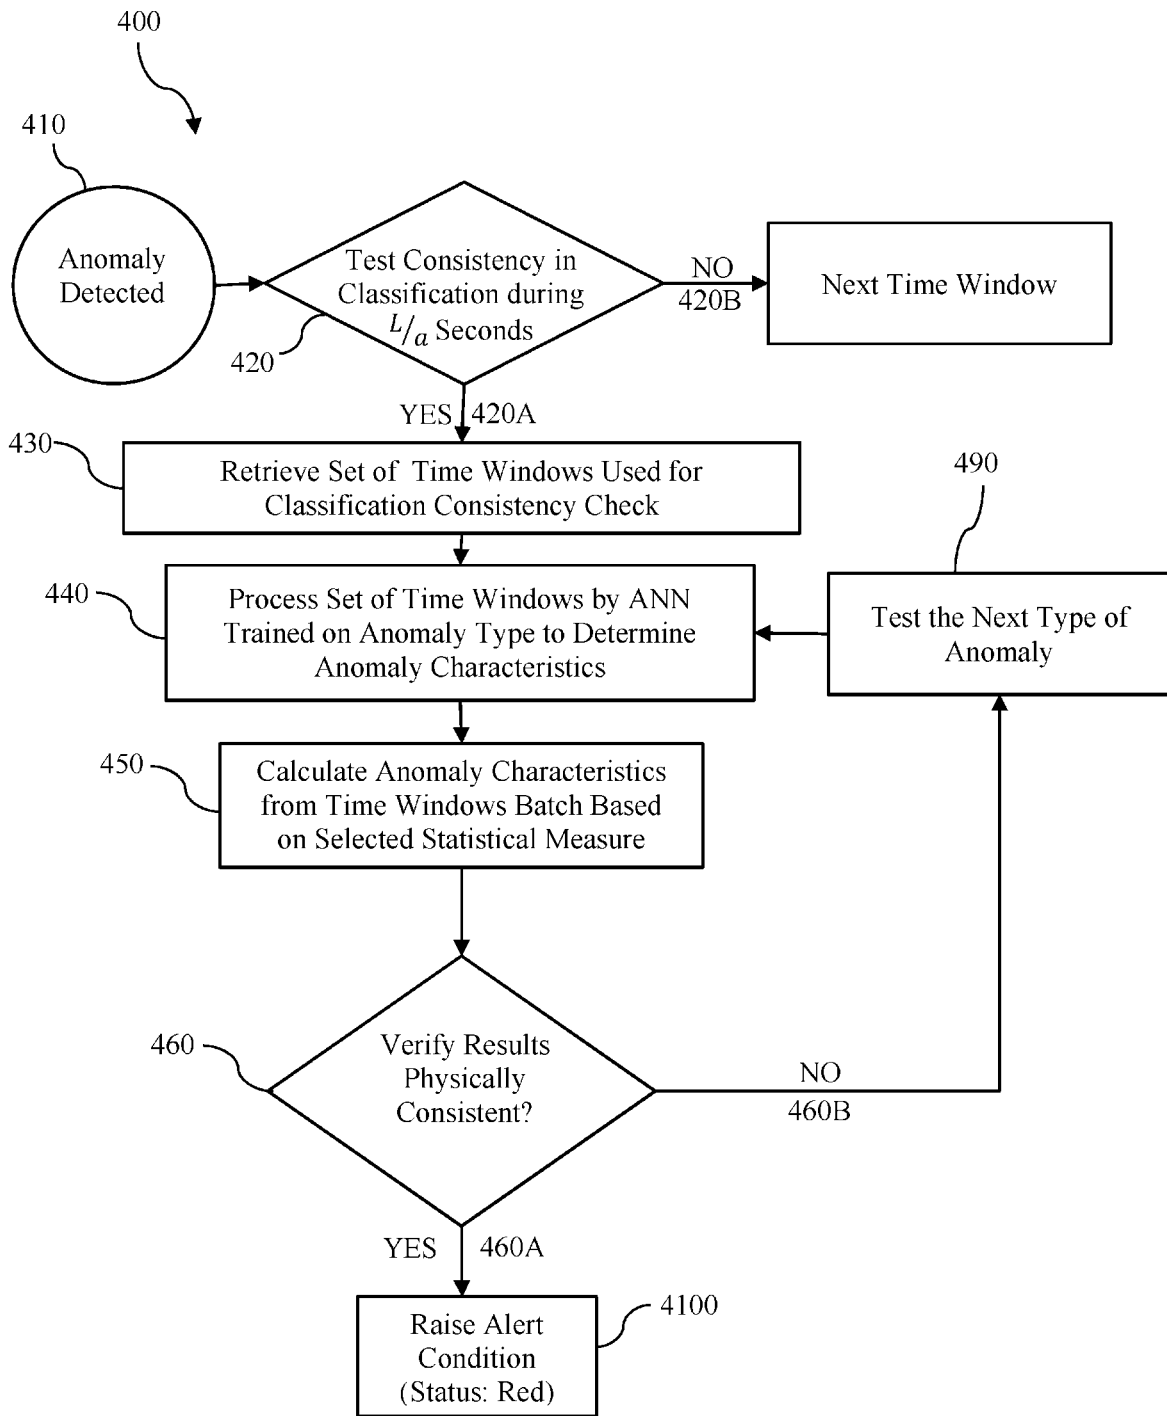 400
410
Anomaly
Detected
Test Consistency in
Classification during
L/a Seconds
420
NO
420B
Next Time Window
YES
420A
430
Retrieve Set of Time Windows Used for
Classification Consistency Check
490
440
Process Set of Time Windows by ANN
Trained on Anomaly Type to Determine
Anomaly Characteristics
Test the Next Type of
Anomaly
450
Calculate Anomaly Characteristics
from Time Windows Batch Based
on Selected Statistical Measure
460
Verify Results
Physically
Consistent?
NO
460B
YES
460A
Raise Alert
Condition
(Status: Red)
4100